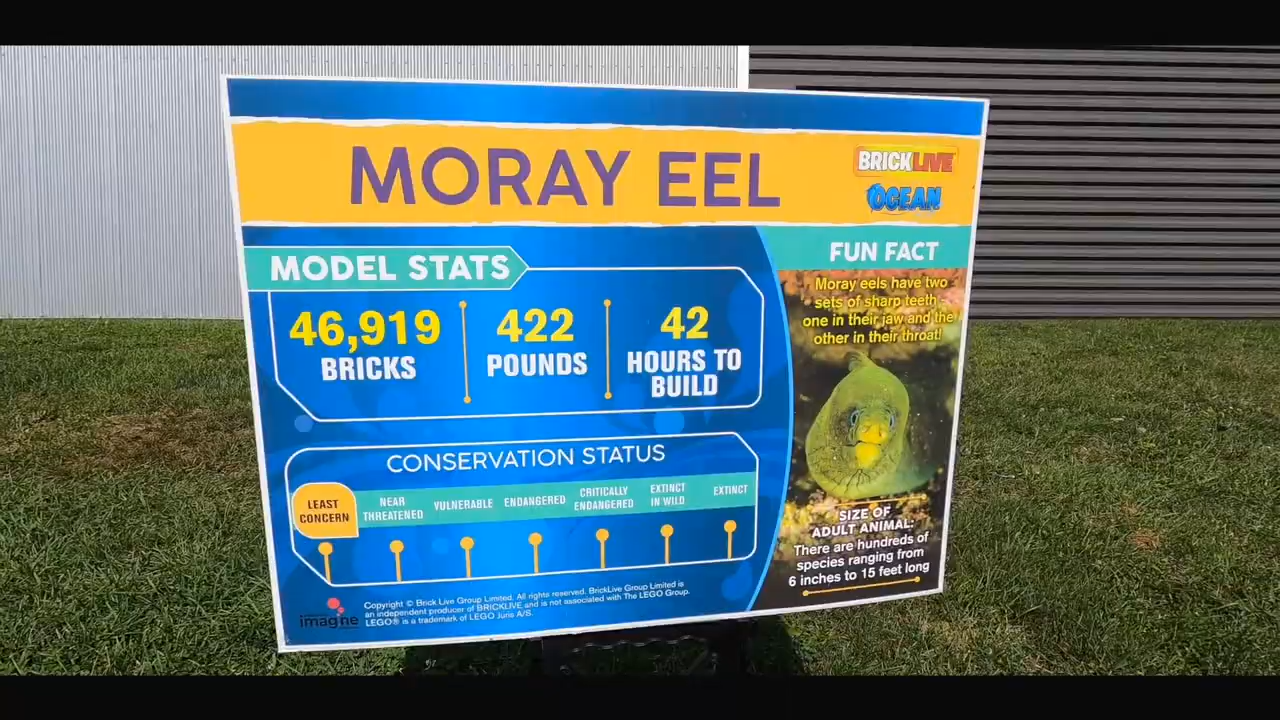 MORAY EEL
BRICKLIVE
OCEAN
MODEL STATS
46,919
BRICKS
422
POUNDS
42
HOURS TO
BUILD
FUN FACT
Moray eels have two
sets of sharp teeth -
one in their jaw and the
other in their throat!
CONSERVATION STATUS
LEAST
CONCERN
NEAR
THREATENED
VULNERABLE
ENDANGERED
CRITICALLY
ENDANGERED
EXTINCT
IN WILD
EXTINCT
SIZE OF
ADULT ANIMAL:
There are hundreds of
species ranging from
6 inches to 15 feet long
imagine
Copyright © Brick Live Group Limited. All rights reserved. BrickLive Group Limited is
an independent producer of BRICKLIVE and is not associated with The LEGO Group.
LEGO® is a trademark of LEGO Juris A/S.